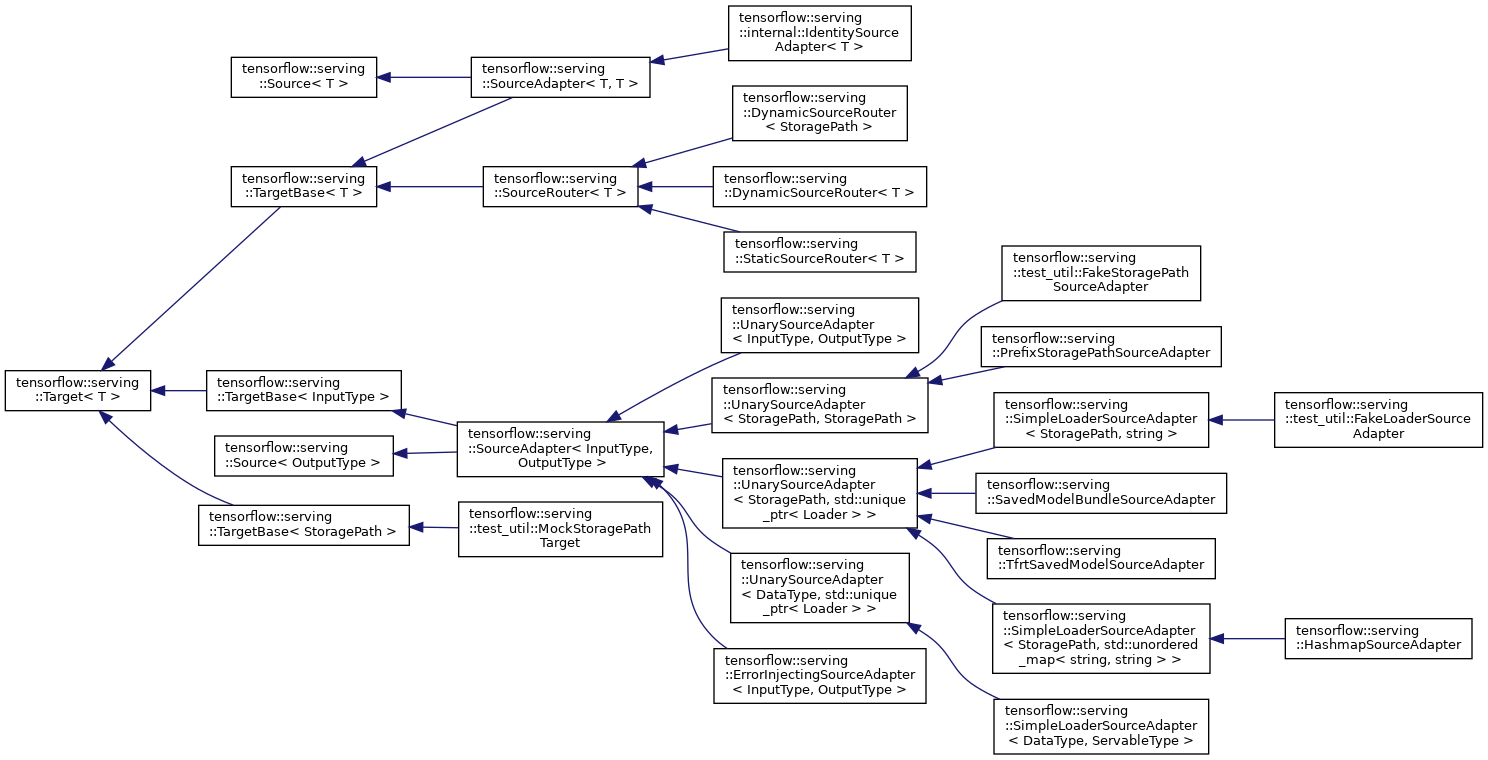 tensorflow::serving
::internal::IdentitySource
Adapter< T >
tensorflow::serving
::Source< T >
tensorflow::serving
::SourceAdapter< T, T >
tensorflow::serving
::DynamicSourceRouter
< StoragePath >
tensorflow::serving
::TargetBase< T >
tensorflow::serving
::SourceRouter< T >
tensorflow::serving
::DynamicSourceRouter< T >
tensorflow::serving
::StaticSourceRouter< T >
tensorflow::serving
::test_util::FakeStoragePath
SourceAdapter
tensorflow::serving
::UnarySourceAdapter
< InputType, OutputType >
tensorflow::serving
::PrefixStoragePathSourceAdapter
tensorflow::serving
::Target< T >
tensorflow::serving
::TargetBase< InputType >
tensorflow::serving
::UnarySourceAdapter
< StoragePath, StoragePath >
tensorflow::serving
::SimpleLoaderSourceAdapter
< StoragePath, string >
tensorflow::serving
::test_util::FakeLoaderSource
Adapter
tensorflow::serving
::Source< OutputType >
tensorflow::serving
::SourceAdapter< InputType,
OutputType >
tensorflow::serving
::UnarySourceAdapter
< StoragePath, std::unique
_ptr< Loader > >
tensorflow::serving
::SavedModelBundleSourceAdapter
tensorflow::serving
::TargetBase< StoragePath >
tensorflow::serving
::test_util::MockStoragePath
Target
tensorflow::serving
::TfrtSavedModelSourceAdapter
tensorflow::serving
::UnarySourceAdapter
< DataType, std::unique
_ptr< Loader > >
tensorflow::serving
::SimpleLoaderSourceAdapter
< StoragePath, std::unordered
_map< string, string > >
tensorflow::serving
::HashmapSourceAdapter
tensorflow::serving
::ErrorInjectingSourceAdapter
< InputType, OutputType >
tensorflow::serving
::SimpleLoaderSourceAdapter
< DataType, ServableType >